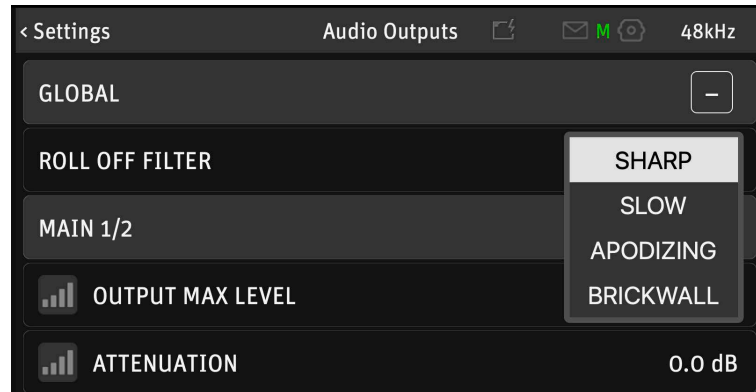 < Settings Audio Outputs M 48kHz
GLOBAL –
ROLL OFF FILTER
SHARP
SLOW
MAIN 1/2
APODIZING
OUTPUT MAX LEVEL
BRICKWALL
ATTENUATION 0.0 dB